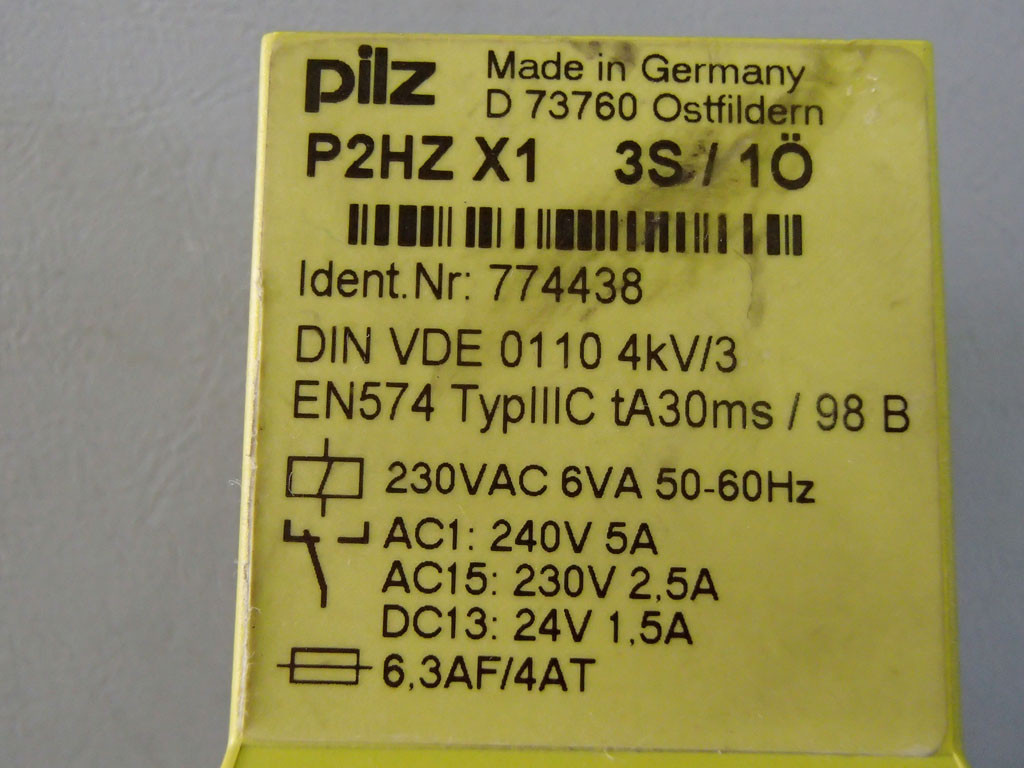 pilz
Made in Germany
D 73760 Ostfildern
P2HZ X1 3S / 1Ö
Ident.Nr: 774438
DIN VDE 0110 4kV/3
EN574 TypIIIC tA30ms / 98 B
230VAC 6VA 50-60Hz
AC1: 240V 5A
AC15: 230V 2,5A
DC13: 24V 1,5A
6,3AF/4AT